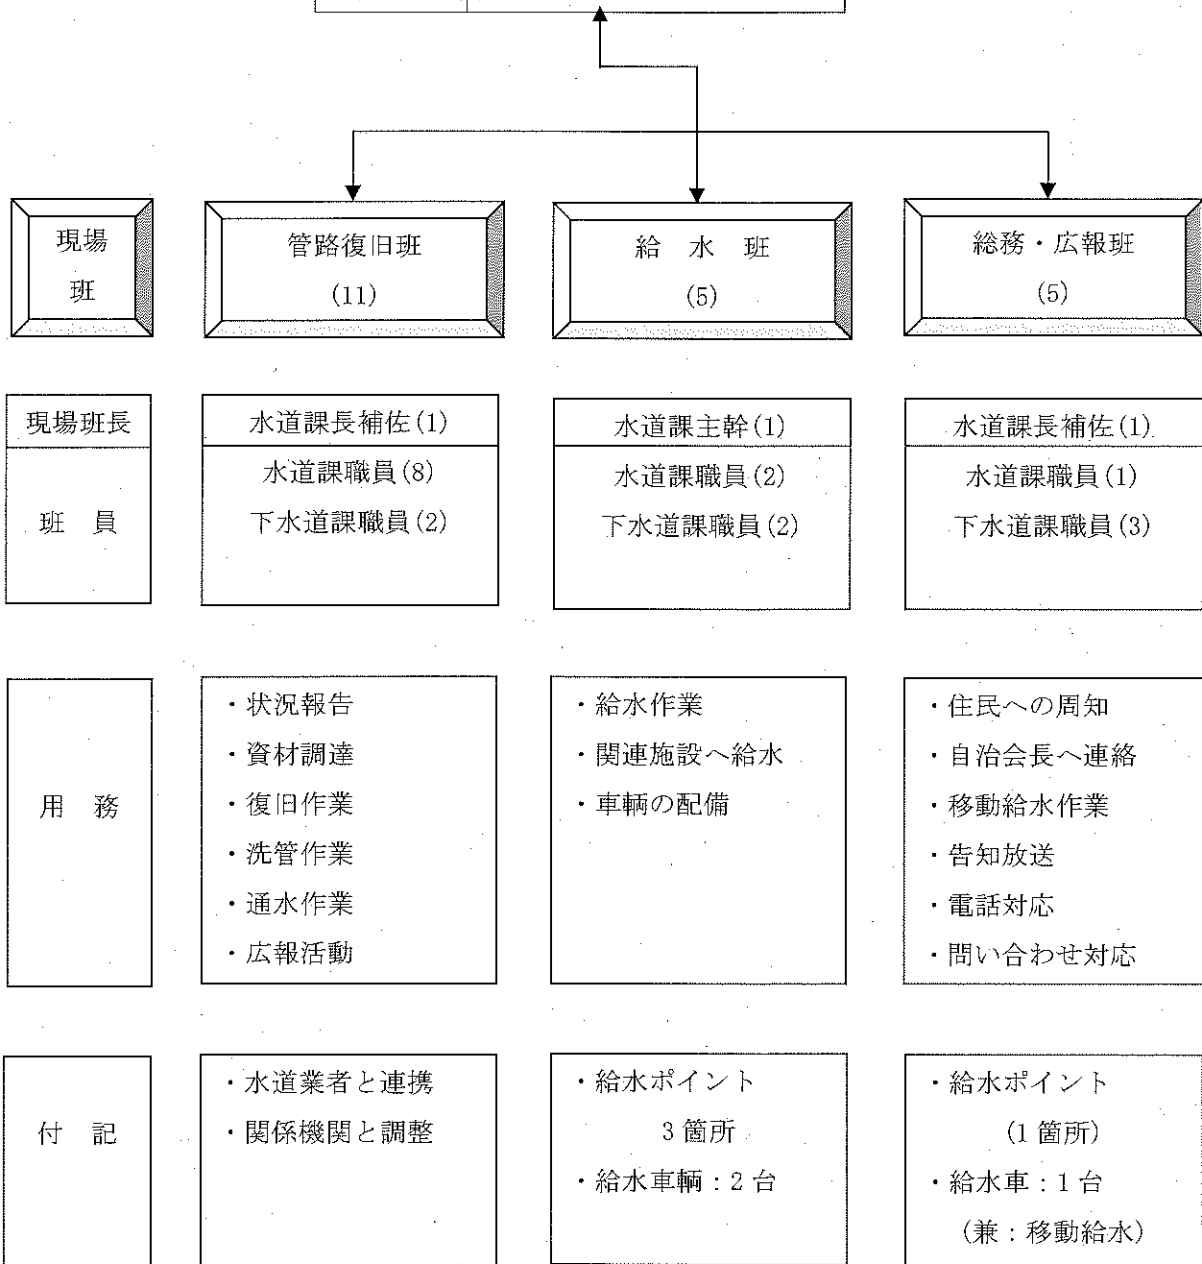 現場
班
管路復旧班
(11)
給 水 班
(5)
総務・広報班
(5)
現場班長
水道課長補佐(1)
水道課主幹(1)
水道課長補佐(1)
班 員
水道課職員(8)
下水道課職員(2)
水道課職員(2)
下水道課職員(2)
水道課職員(1)
下水道課職員(3)
用 務
・状況報告
・資材調達
・復旧作業
・洗管作業
・通水作業
・広報活動
・給水作業
・関連施設へ給水
・車輌の配備
・住民への周知
・自治会長へ連絡
・移動給水作業
・告知放送
・電話対応
・問い合わせ対応
付 記
・水道業者と連携
・関係機関と調整
・給水ポイント
3箇所
・給水車輌：2台
・給水ポイント
(1箇所)
・給水車：1台
(兼：移動給水)